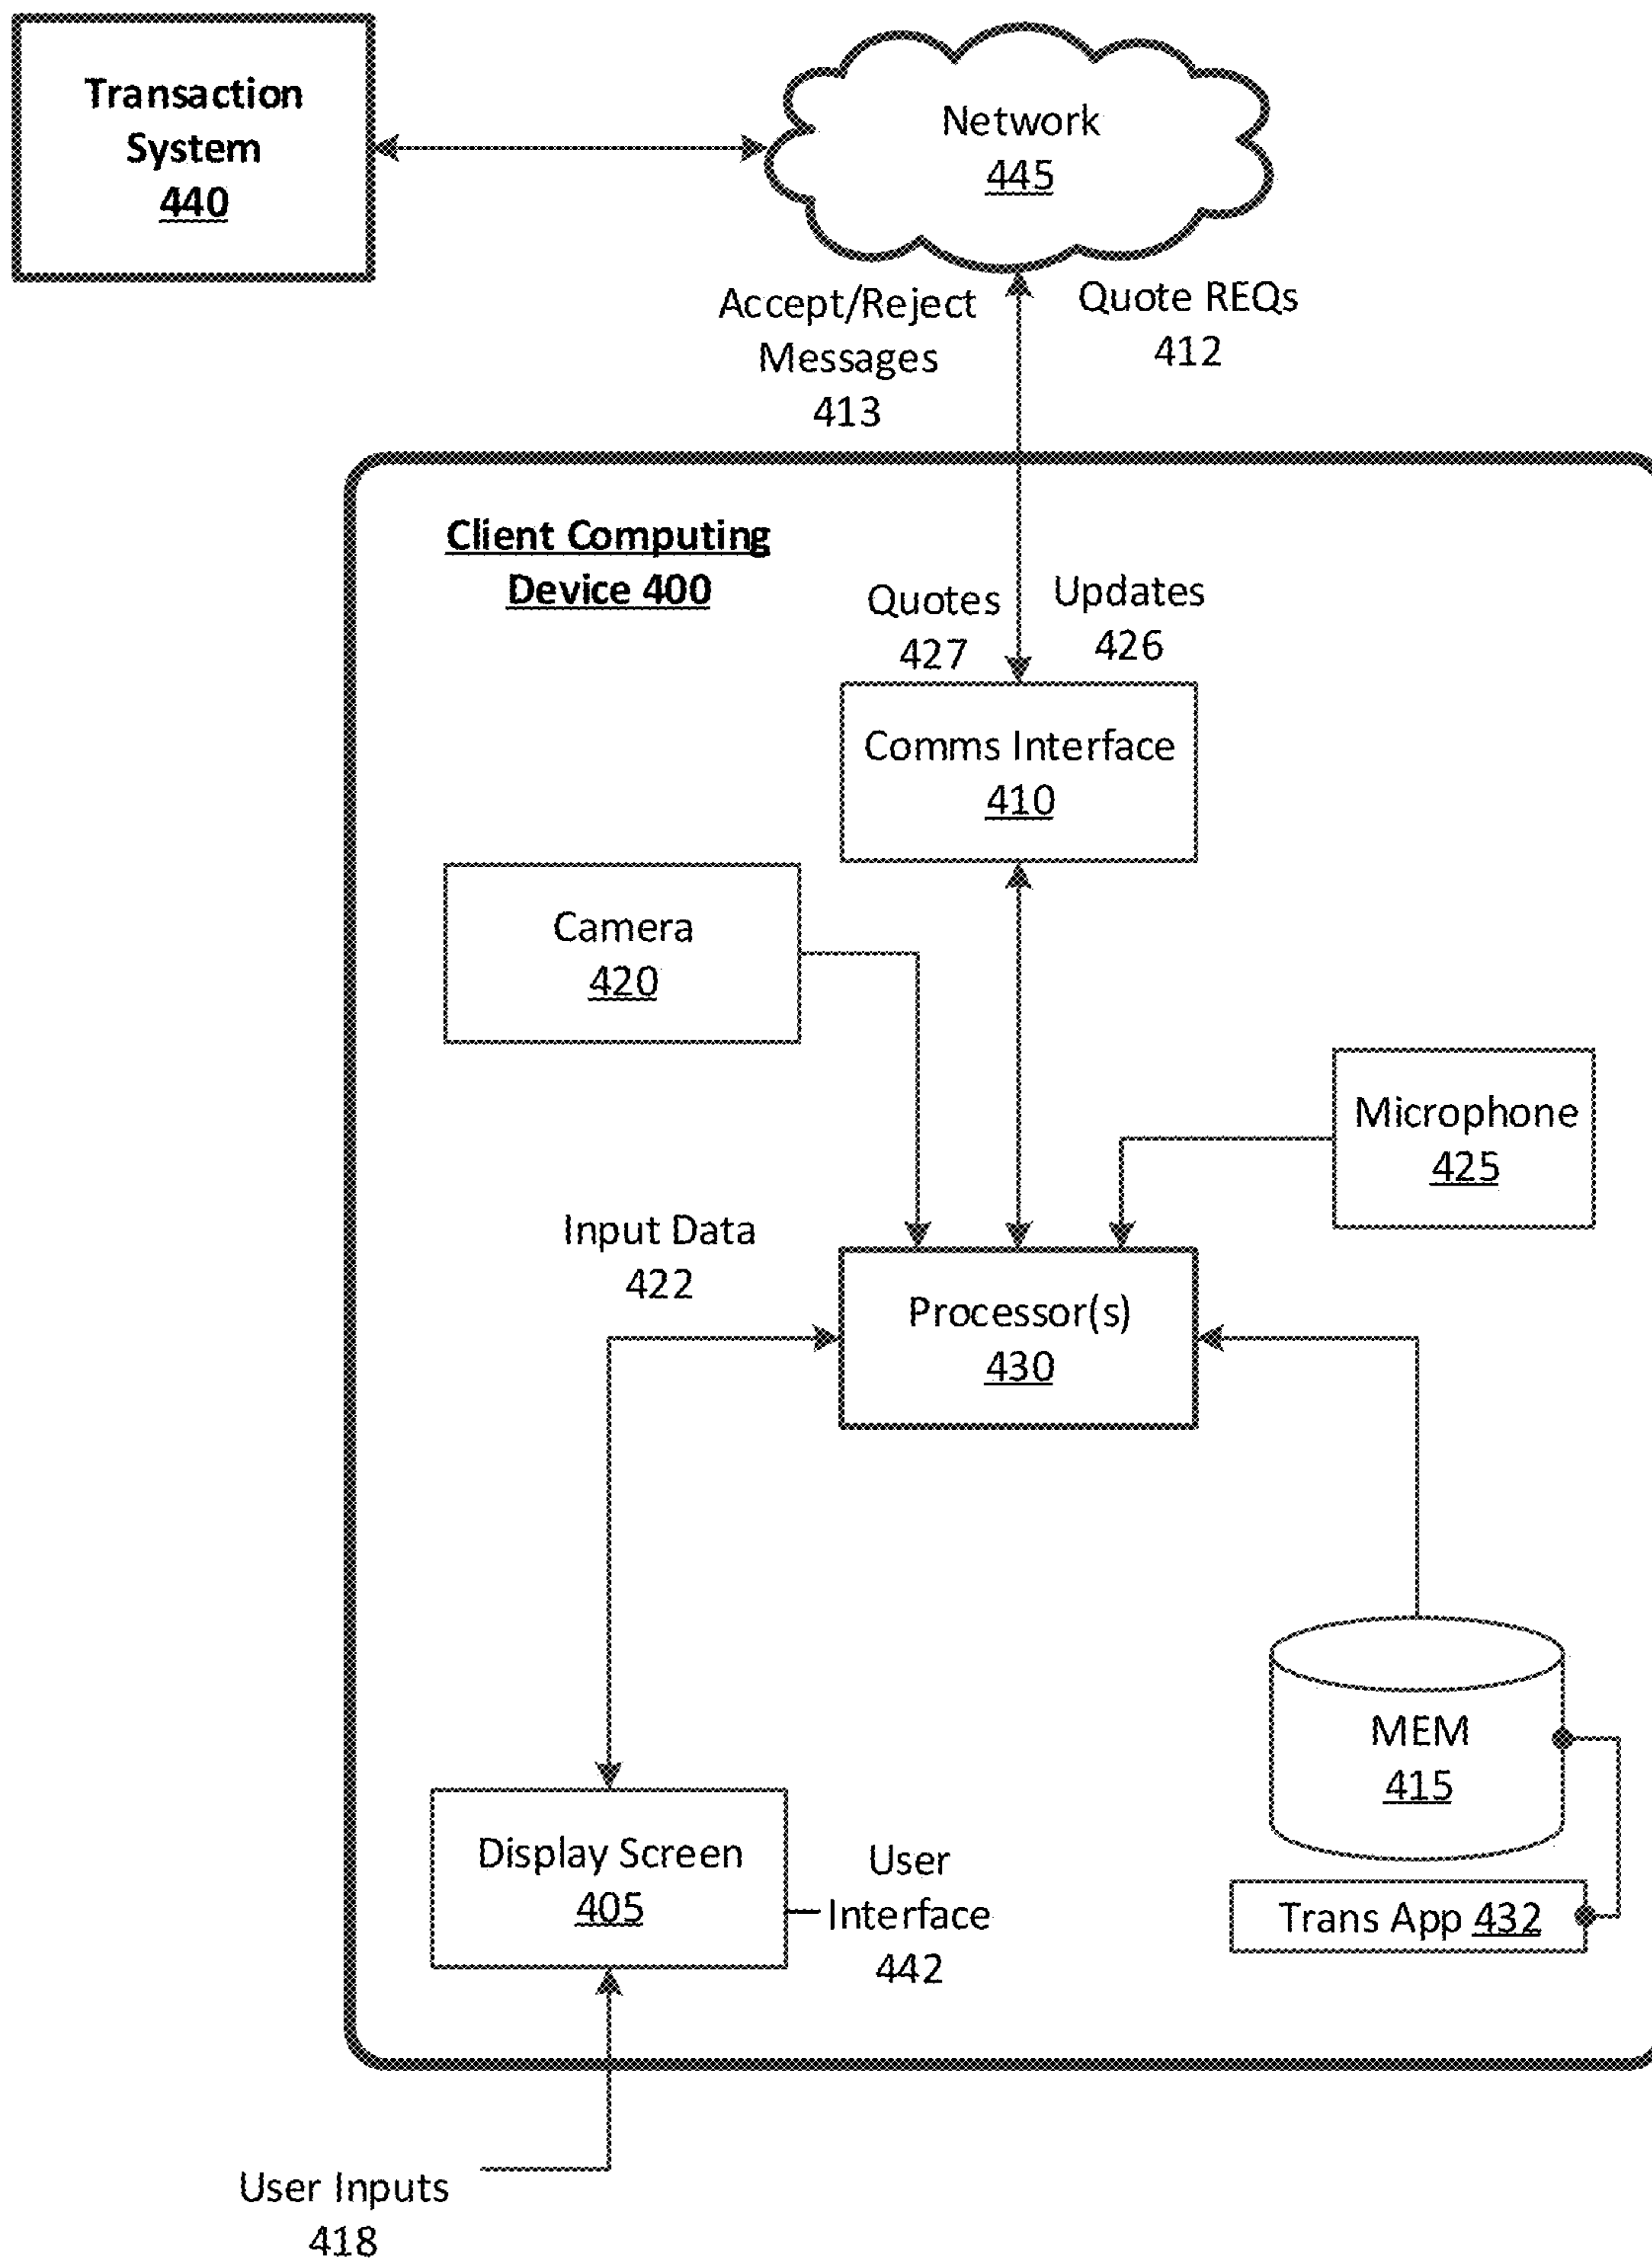 Transaction
System
440
Network
445
Accept/Reject
Messages
413
Quote REQs
412
Client Computing
Device 400
Quotes
427
Updates
426
Comms Interface
410
Camera
420
Microphone
425
Input Data
422
Processor(s)
430
MEM
415
Display Screen
405
User
Interface
442
Trans App 432
User Inputs
418